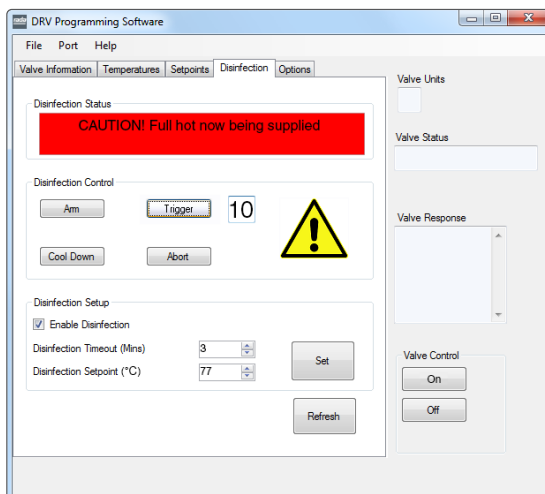 rada DRV Programming Software
File Port Help
Valve Information Temperatures Setpoints Disinfection Options
Disinfection Status
CAUTION! Full hot now being supplied
Disinfection Control
Arm Trigger 10
Cool Down Abort
Disinfection Setup
Enable Disinfection
Disinfection Timeout (Mins) 3
Disinfection Setpoint (°C) 77
Set
Refresh
Valve Units
Valve Status
Valve Response
Valve Control
On
Off